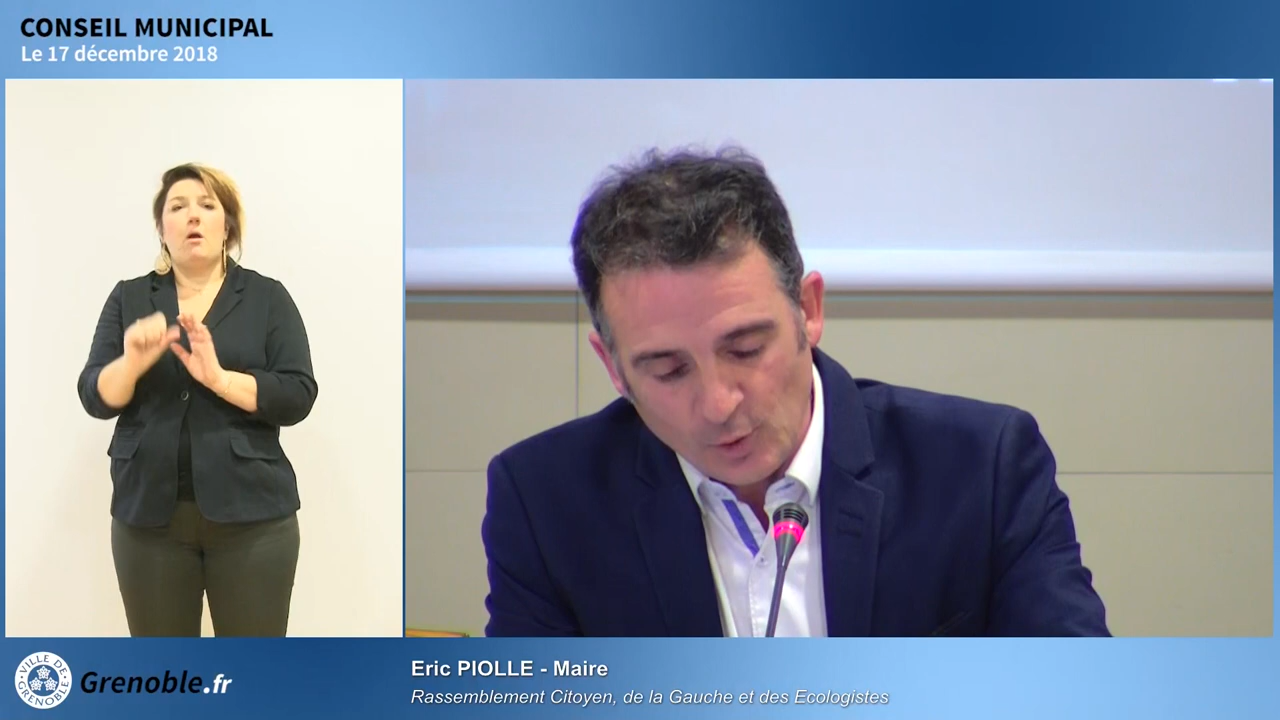 CONSEIL MUNICIPAL
Le 17 décembre 2018
VILLE DE GRENOBLE
Grenoble.fr
Eric PIOLLE - Maire
Rassemblement Citoyen, de la Gauche et des Ecologistes